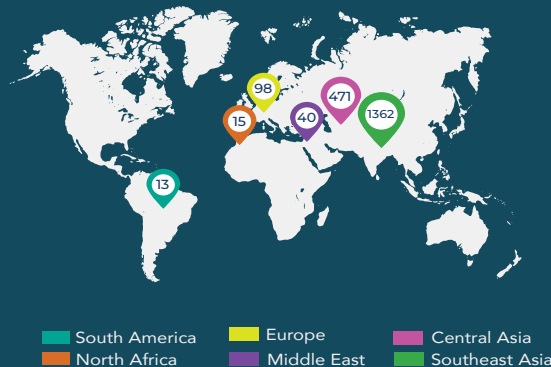 98
471
1362
15
40
13
South America
Europe
Central Asia
North Africa
Middle East
Southeast Asia